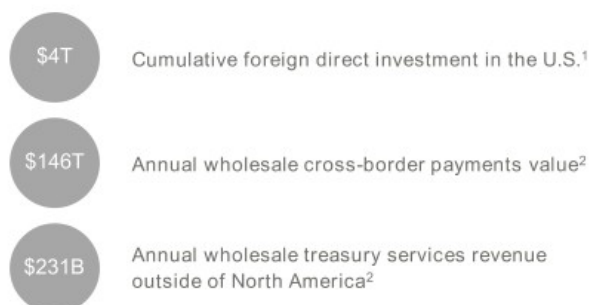 $4T
Cumulative foreign direct investment in the U.S.¹
$146T
Annual wholesale cross-border payments value²
$231B
Annual wholesale treasury services revenue
outside of North America²